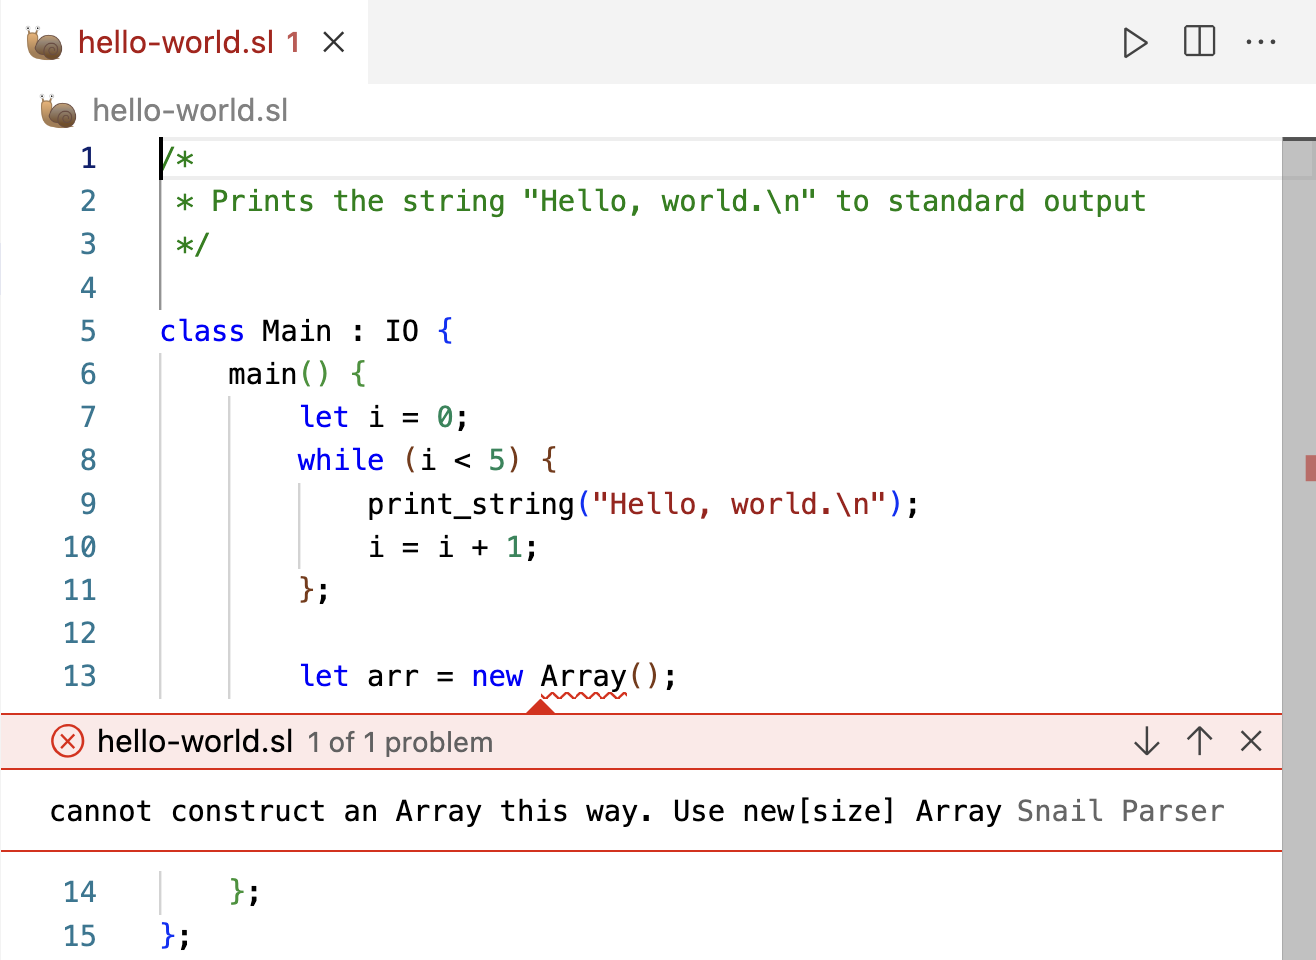 hello-world.sl 1
hello-world.sl
1 /*
2  * Prints the string "Hello, world.\n" to standard output
3  */
4
5 class Main : IO {
6     main() {
7         let i = 0;
8         while (i < 5) {
9             print_string("Hello, world.\n");
10             i = i + 1;
11         };
12
13         let arr = new Array();
hello-world.sl 1 of 1 problem
cannot construct an Array this way. Use new[size] Array Snail Parser
14     };
15 };